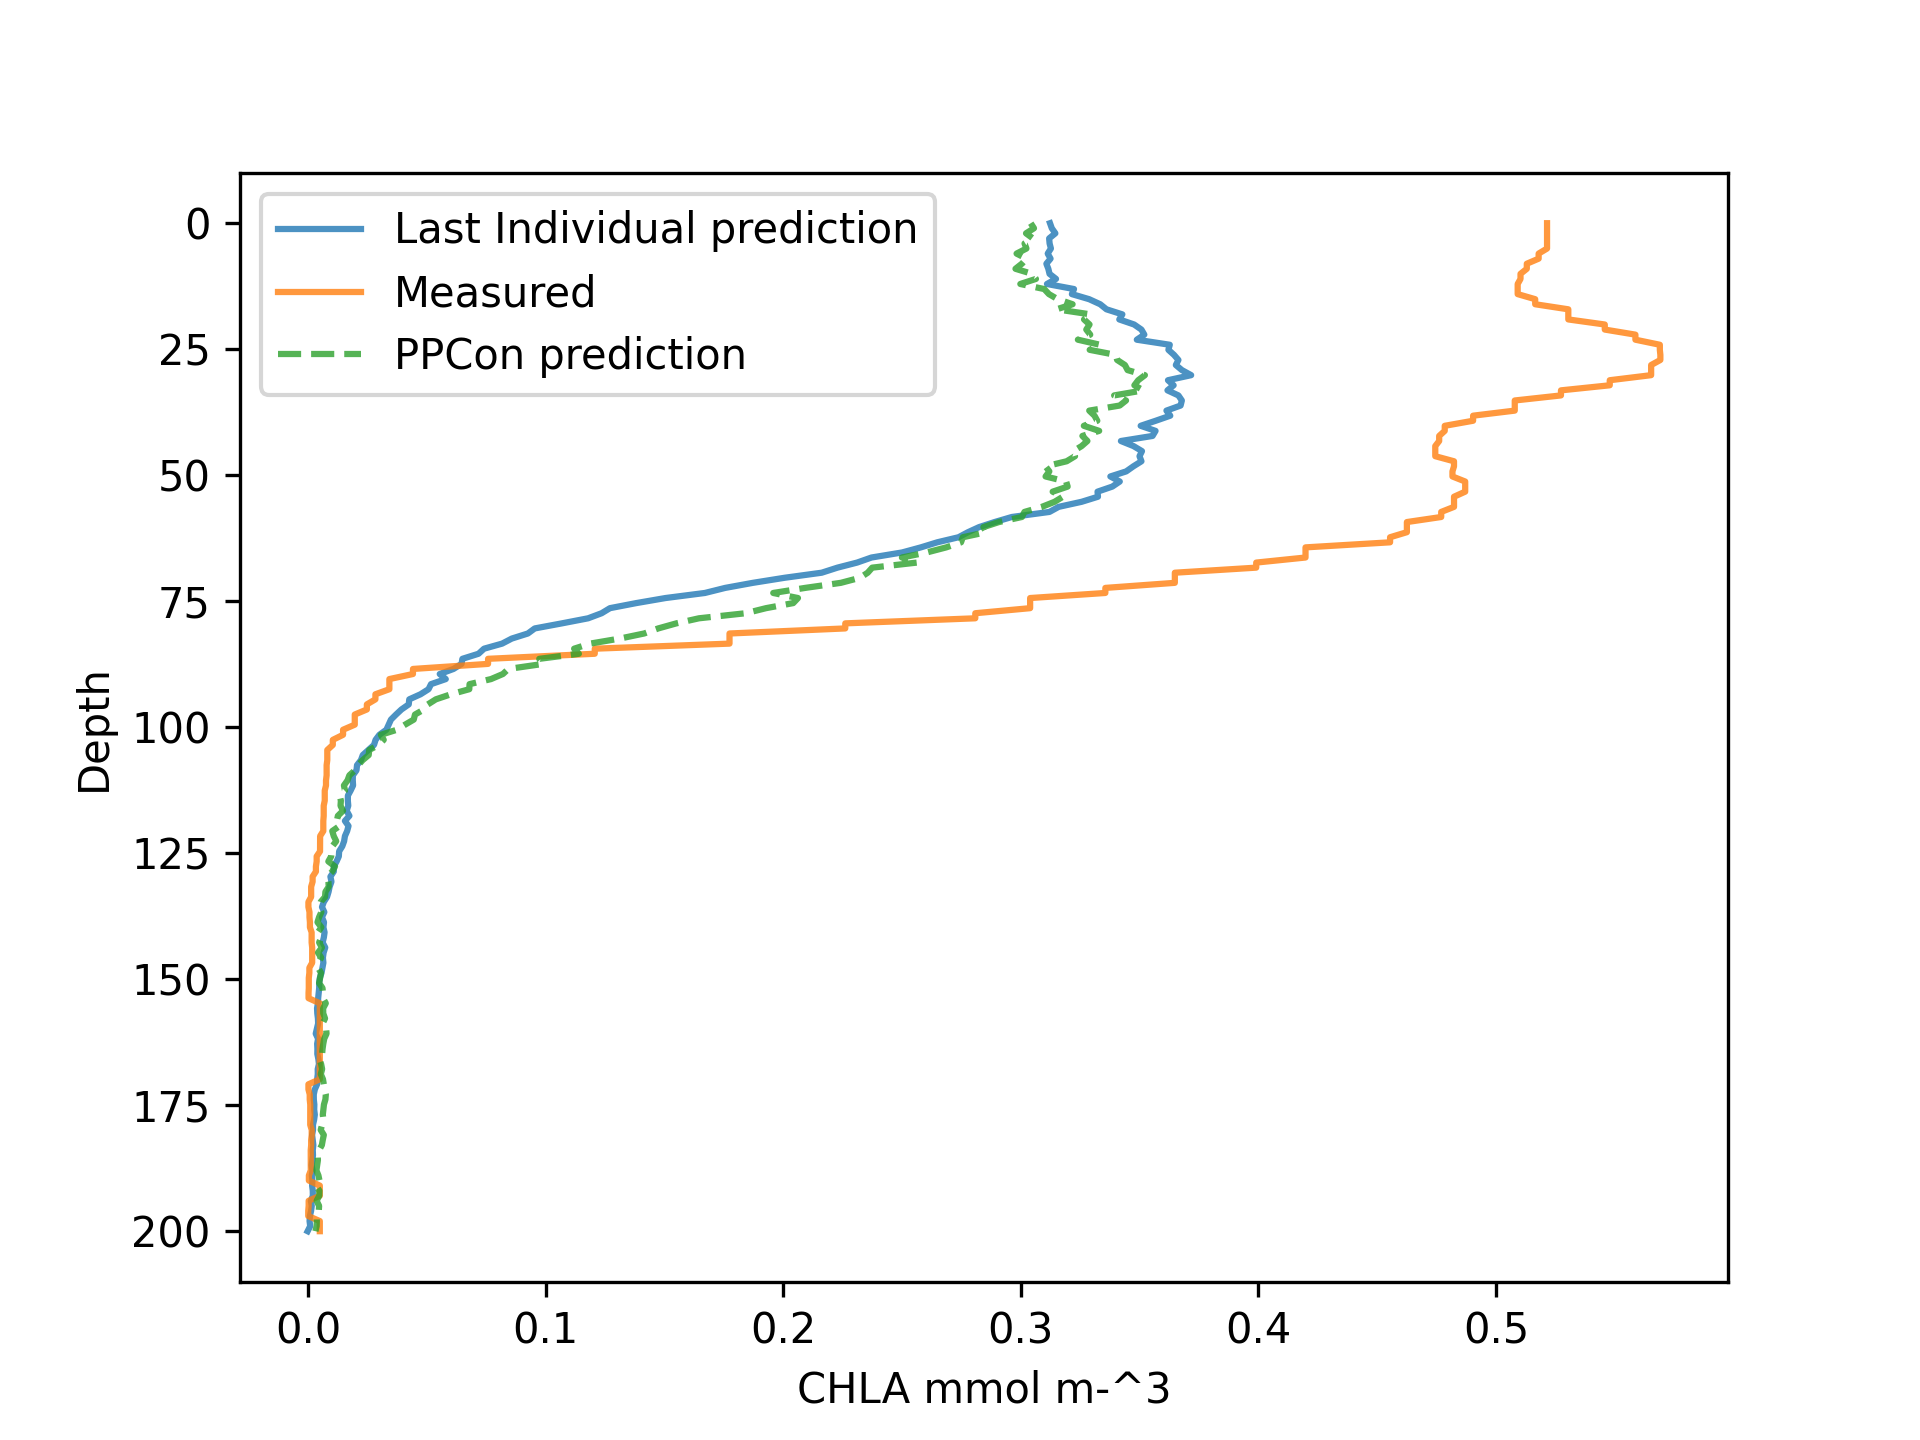 Last Individual prediction
Measured
PPCon prediction
0
25
50
75
100
125
150
175
200
Depth
0.0 0.1 0.2 0.3 0.4 0.5
CHLA mmol m-^3